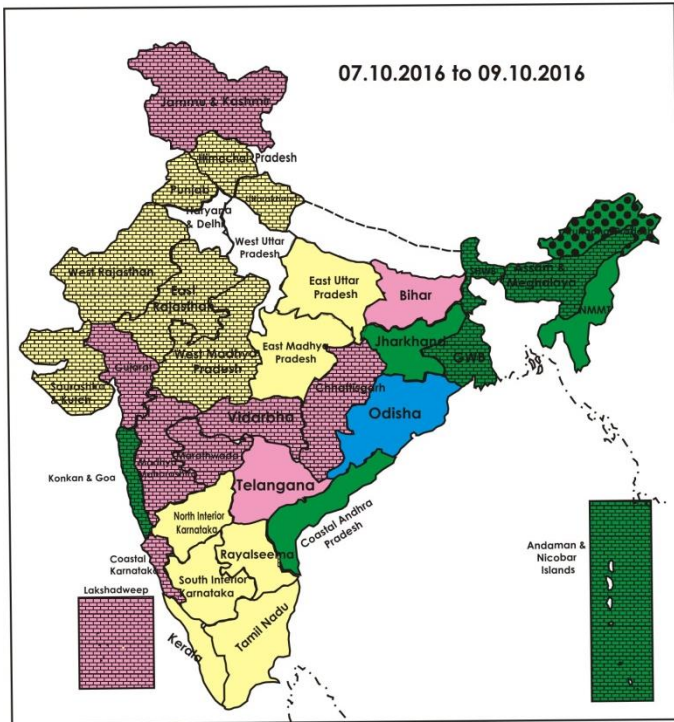 07.10.2016 to 09.10.2016
Jammu & Kashmir
Himachal Pradesh
Punjab
Haryana
& Delhi
West Uttar
Pradesh
West Rajasthan
East
Rajasthan
East Uttar
Pradesh
Bihar
Assam &
Meghalaya
NMMT
Jharkhand
GWB
East Madhya
Pradesh
West Madhya
Pradesh
Gujarat
Saurashtra
& Kutch
Chhattisgarh
Vidarbha
Odisha
Marathwada
Madhya
Maharashtra
Konkan & Goa
Telangana
North Interior
Karnataka
Coastal Andhra
Pradesh
Andaman &
Nicobar
Islands
Rayalseema
Coastal
Karnataka
South Interior
Karnataka
Lakshadweep
Tamil Nadu
Kerala